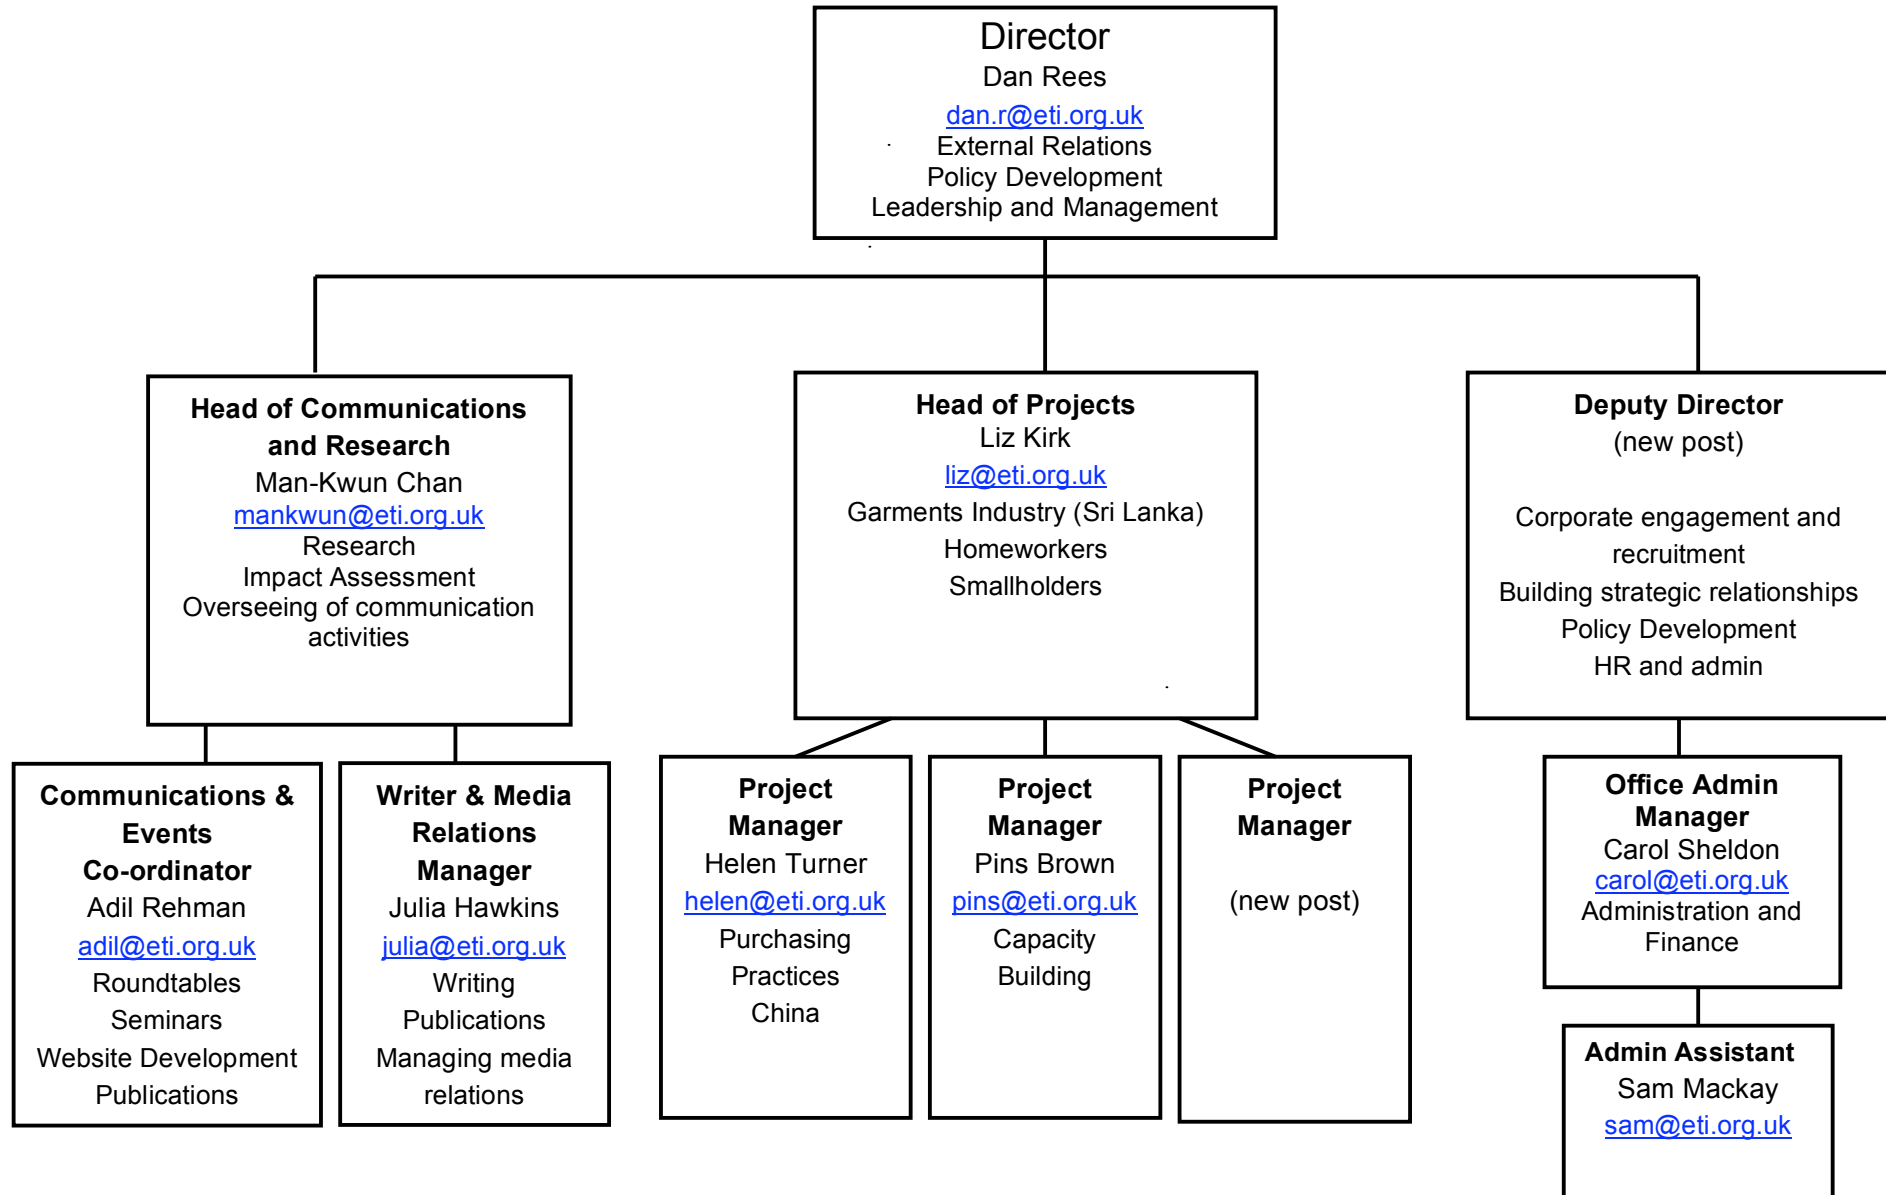 Director
Dan Rees
dan.r@eti.org.uk
External Relations
Policy Development
Leadership and Management
Head of Communications
and Research
Man-Kwun Chan
mankwun@eti.org.uk
Research
Impact Assessment
Overseeing of communication
activities
Head of Projects
Liz Kirk
liz@eti.org.uk
Garments Industry (Sri Lanka)
Homeworkers
Smallholders
Deputy Director
(new post)
Corporate engagement and
recruitment
Building strategic relationships
Policy Development
HR and admin
Communications &
Events
Co-ordinator
Adil Rehman
adil@eti.org.uk
Roundtables
Seminars
Website Development
Publications
Writer & Media
Relations
Manager
Julia Hawkins
julia@eti.org.uk
Writing
Publications
Managing media
relations
Project
Manager
Helen Turner
helen@eti.org.uk
Purchasing
Practices
China
Project
Manager
Pins Brown
pins@eti.org.uk
Capacity
Building
Project
Manager
(new post)
Office Admin
Manager
Carol Sheldon
carol@eti.org.uk
Administration and
Finance
Admin Assistant
Sam Mackay
sam@eti.org.uk